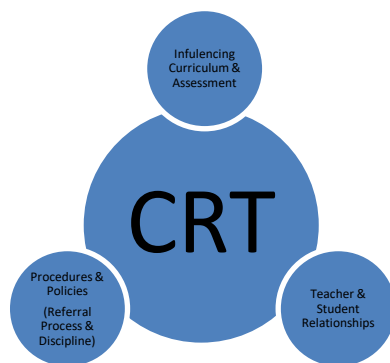 Infulencing
Curriculum &
Assessment
CRT
Procedures &
Policies
(Referral
Process &
Discipline)
Teacher &
Student
Relationships